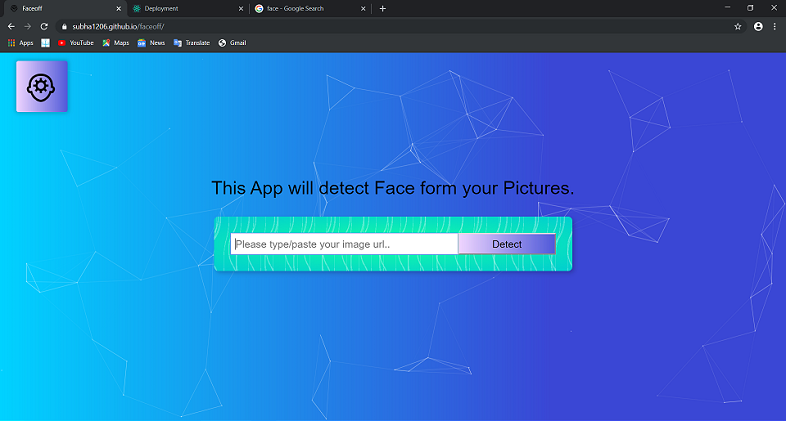 Faceoff
Deployment
face - Google Search
subha1206.github.io/faceoff/
Apps
YouTube
Maps
News
Translate
Gmail
This App will detect Face form your Pictures.
Please type/paste your image url..
Detect